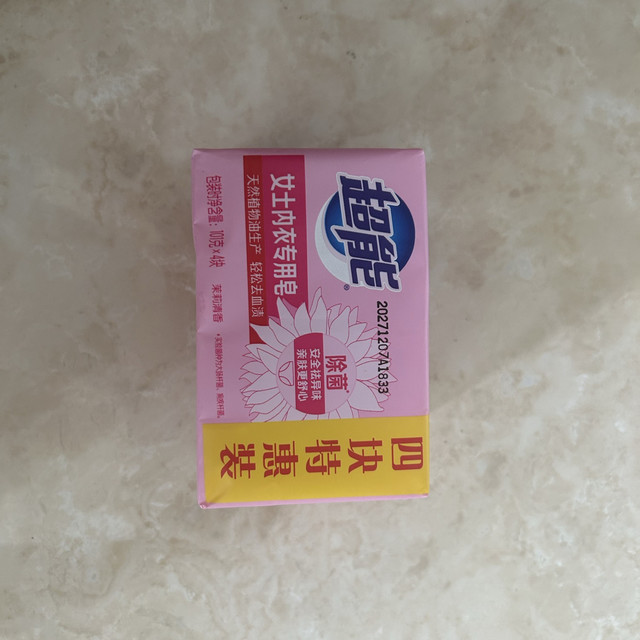 超能®
女士内衣专用皂
天然植物油生产 轻松去血渍
包装时净含量：101克×4块 茉莉清香
20271207A1833
除菌*
安全祛异味
亲肤更舒心
四块特惠装